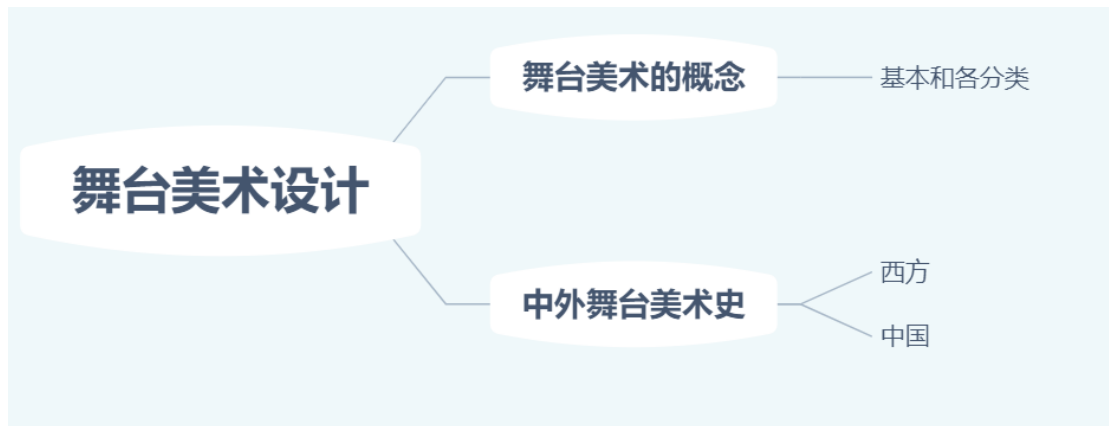 舞台美术设计
舞台美术的概念
基本和各分类
中外舞台美术史
西方
中国